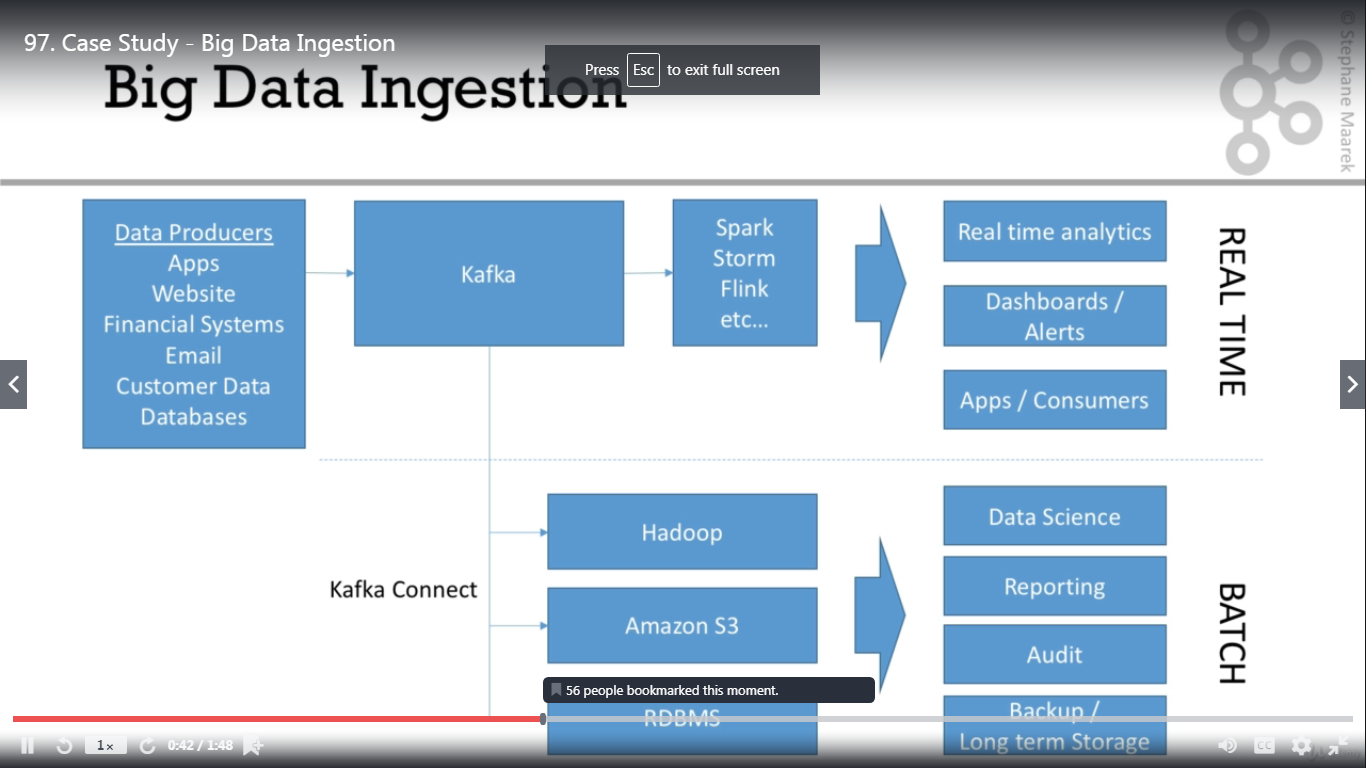 97. Case Study - Big Data Ingestion
Press Esc to exit full screen
Big Data Ingestion
© Stephane Maarek
Data Producers
Apps
Website
Financial Systems
Email
Customer Data
Databases
Kafka
Spark
Storm
Flink
etc...
Real time analytics
Dashboards /
Alerts
Apps / Consumers
REAL TIME
Kafka Connect
Hadoop
Amazon S3
RDBMS
Data Science
Reporting
Audit
Backup /
Long term Storage
BATCH
56 people bookmarked this moment.
1x
0:42 / 1:48
CC